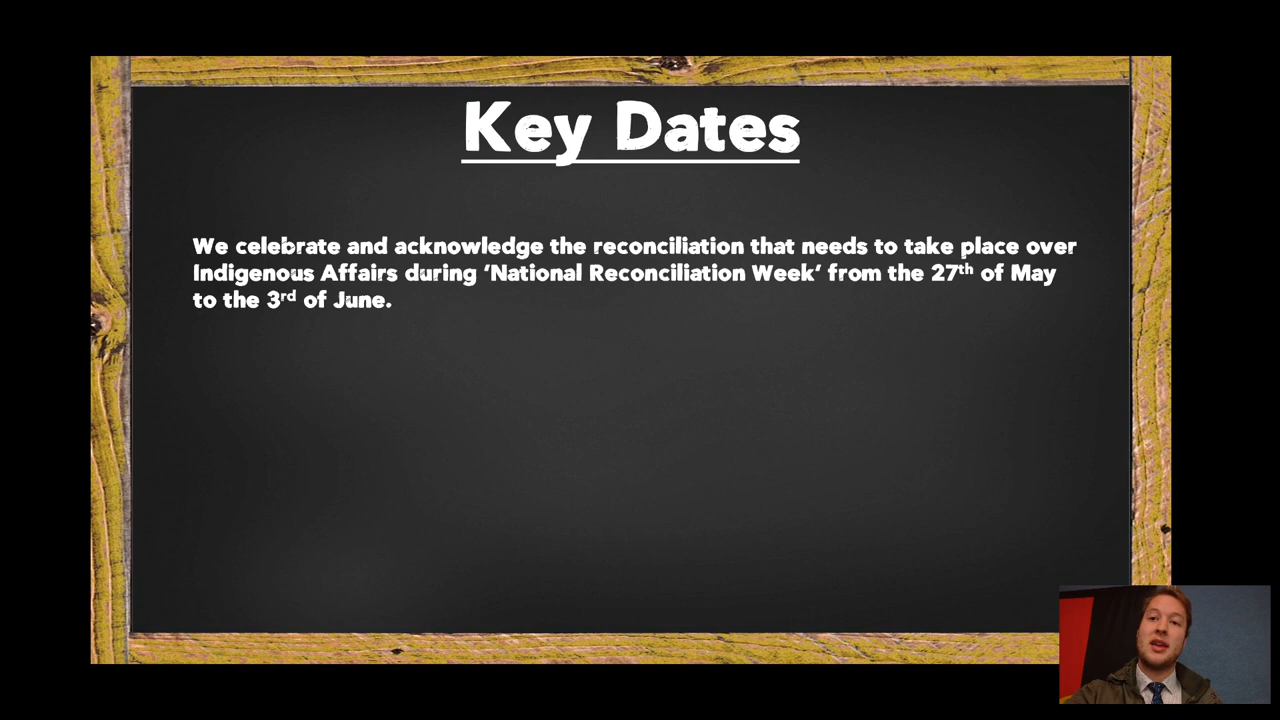 Key Dates
We celebrate and acknowledge the reconciliation that needs to take place over
Indigenous Affairs during ‘National Reconciliation Week’ from the 27th of May
to the 3rd of June.